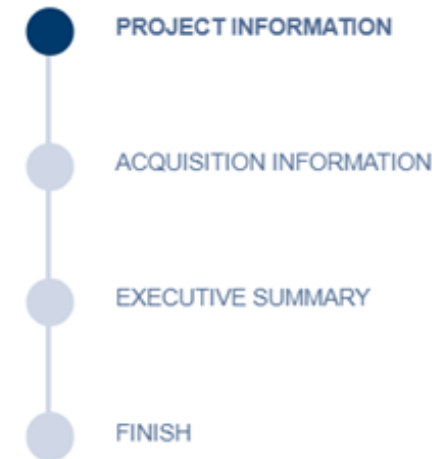 PROJECT INFORMATION
ACQUISITION INFORMATION
EXECUTIVE SUMMARY
FINISH